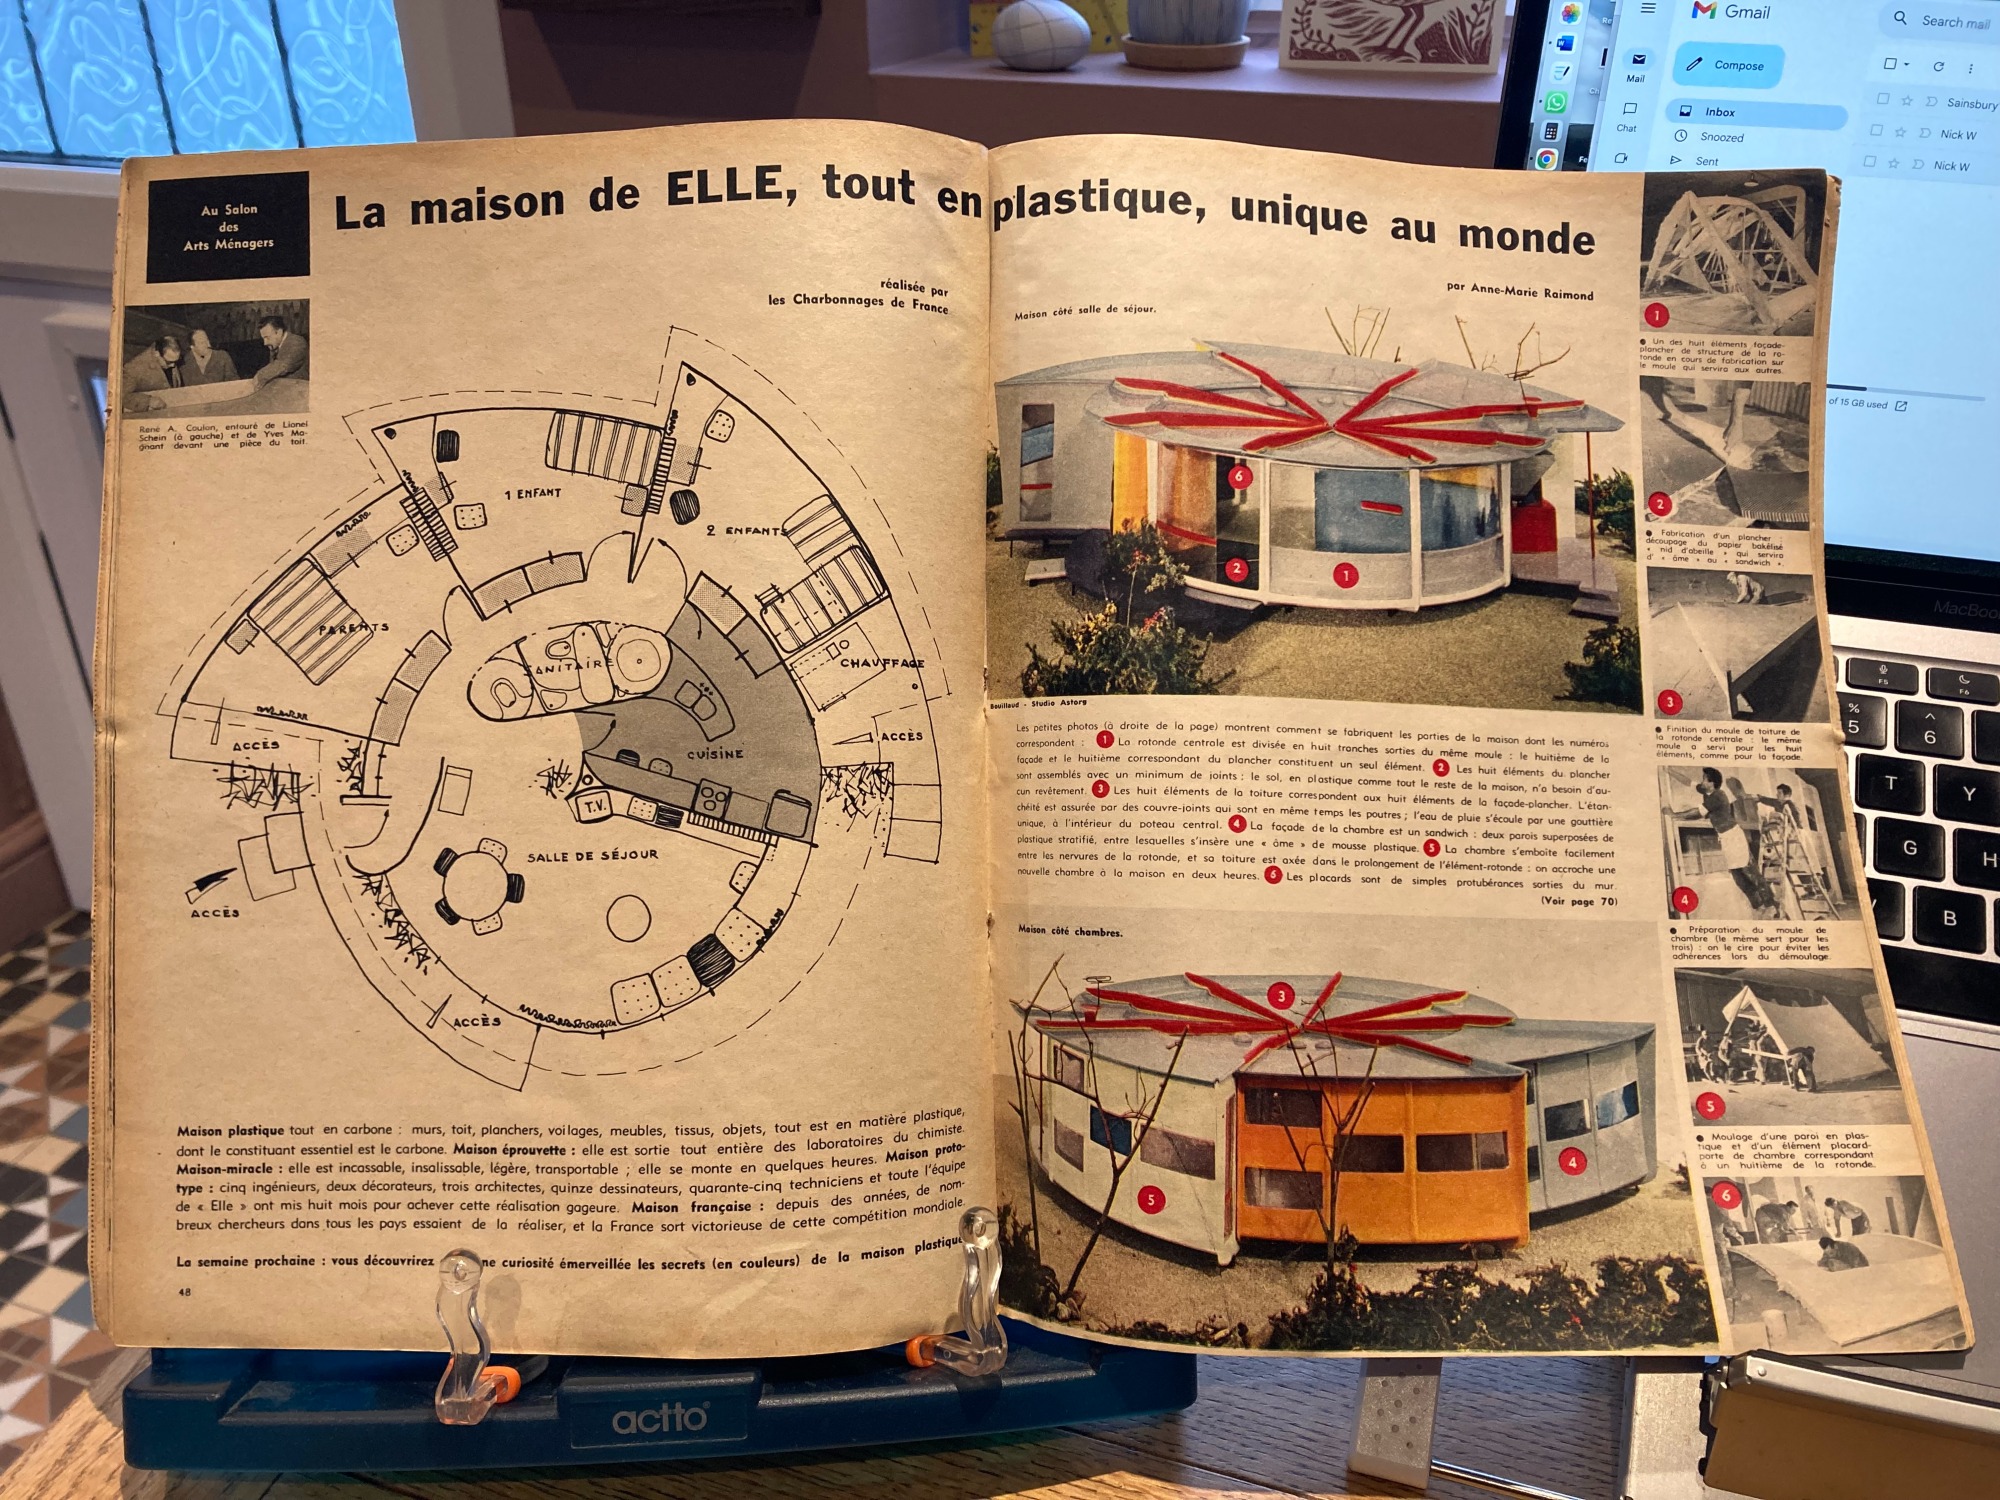 Au Salon
des
Arts Ménagers
La maison de ELLE, tout en plastique, unique au monde
réalisée par
les Charbonnages de France
par Anne-Marie Raimond
René A. Coulon, entouré de Lionel
Schein (à gauche) et de Yves Ma-
gnant devant une pièce du toit.
1 ENFANT
2 ENFANTS
PARENTS
SANITAIRE
CHAUFFAGE
ACCÈS
ACCÈS
CUISINE
T.V.
SALLE DE SÉJOUR
ACCÈS
ACCÈS
Maison plastique tout en carbone : murs, toit, planchers, voilages, meubles, tissus, objets, tout est en matière plastique,
dont le constituant essentiel est le carbone. Maison éprouvette : elle est sortie tout entière des laboratoires du chimiste.
Maison-miracle : elle est incassable, insalissable, légère, transportable ; elle se monte en quelques heures. Maison proto-
type : cinq ingénieurs, deux décorateurs, trois architectes, quinze dessinateurs, quarante-cinq techniciens et toute l'équipe
de « Elle » ont mis huit mois pour achever cette réalisation gageure. Maison française : depuis des années, de nom-
breux chercheurs dans tous les pays essaient de la réaliser, et la France sort victorieuse de cette compétition mondiale.
La semaine prochaine : vous découvrirez ne curiosité émerveillée les secrets (en couleurs) de la maison plastique
48
Maison côté salle de séjour.
6
2
1
Bouillaud - Studio Astorg
Les petites photos (à droite de la page) montrent comment se fabriquent les parties de la maison dont les numéros
correspondent : 1 La rotonde centrale est divisée en huit tranches sorties du même moule : le huitième de la
façade et le huitième correspondant du plancher constituent un seul élément. 2 Les huit éléments du plancher
sont assemblés avec un minimum de joints : le sol, en plastique comme tout le reste de la maison, n'a besoin d'au-
cun revêtement. 3 Les huit éléments de la toiture correspondent aux huit éléments de la façade-plancher. L'étan-
chéité est assurée par des couvre-joints qui sont en même temps les poutres ; l'eau de pluie s'écoule par une gouttière
unique, à l'intérieur du poteau central. 4 La façade de la chambre est un sandwich : deux parois superposées de
plastique stratifié, entre lesquelles s'insère une « âme » de mousse plastique. 5 La chambre s'emboîte facilement
entre les nervures de la rotonde, et sa toiture est axée dans le prolongement de l'élément-rotonde : on accroche une
nouvelle chambre à la maison en deux heures. 6 Les placards sont de simples protubérances sorties du mur.
(Voir page 70)
Maison côté chambres.
3
4
5
1
● Un des huit éléments façade-
plancher de structure de la ro-
tonde en cours de fabrication sur
le moule qui servira aux autres.
2
● Fabrication d'un plancher :
découpage du papier bakélisé
« nid d'abeille » qui servira
d' « âme » au « sandwich ».
3
● Finition du moule de toiture de
la rotonde centrale : le même
moule a servi pour les huit
éléments, comme pour la façade.
4
● Préparation du moule de
chambre (le même sert pour les
trois) : on le cire pour éviter les
adhérences lors du démoulage.
5
● Moulage d'une paroi en plas-
tique et d'un élément placard-
porte de chambre correspondant
à un huitième de la rotonde.
6
actto
Gmail
Search mail
Compose
Mail
Inbox
Sainsbury
Chat
Snoozed
Nick W
Sent
Nick W
of 15 GB used
MacBoo
F5
F6
%
5
^
6
T
Y
G
H
V
B